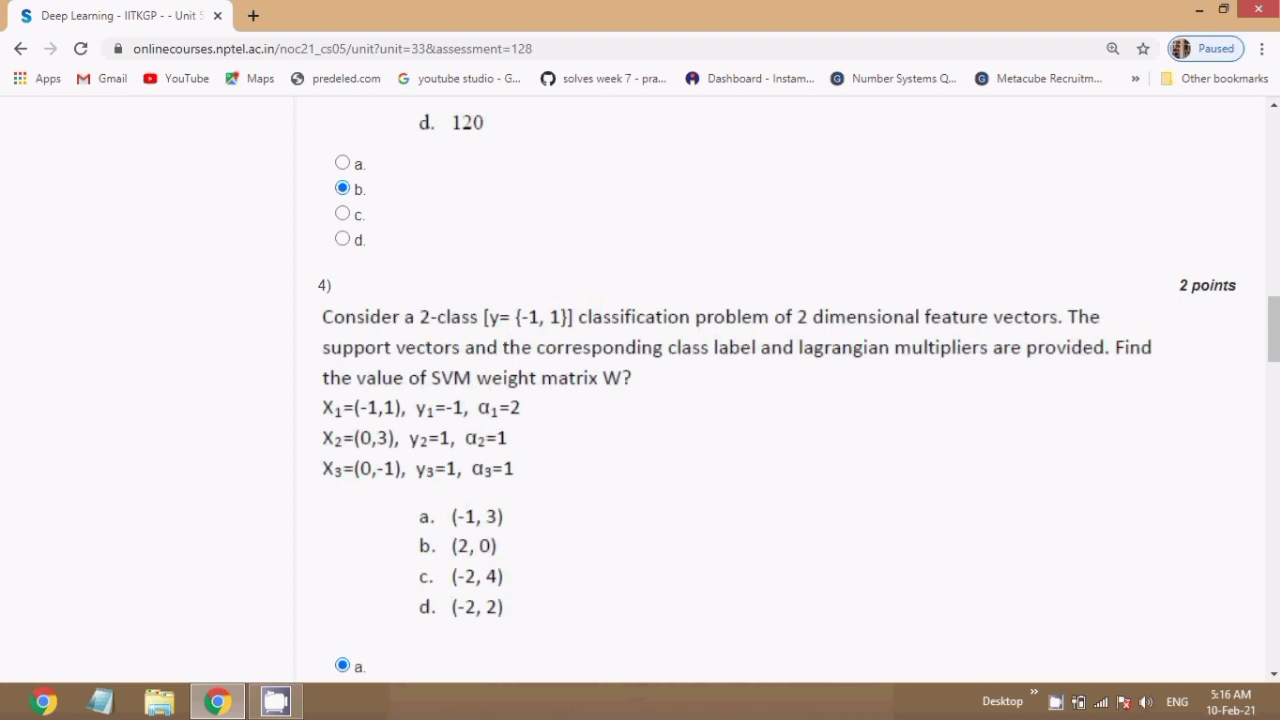 Deep Learning - IITKGP - - Unit 5
onlinecourses.nptel.ac.in/noc21_cs05/unit?unit=33&assessment=128
Paused
Apps
Gmail
YouTube
Maps
predeled.com
youtube studio - G...
solves week 7 - pra...
Dashboard - Instam...
Number Systems Q...
Metacube Recruitm...
»
Other bookmarks
d. 120
a.
b.
c.
d.
4)
2 points
Consider a 2-class [y= {-1, 1}] classification problem of 2 dimensional feature vectors. The
support vectors and the corresponding class label and lagrangian multipliers are provided. Find
the value of SVM weight matrix W?
X₁=(-1,1), y₁=-1, α₁=2
X₂=(0,3), y₂=1, α₂=1
X₃=(0,-1), y₃=1, α₃=1
a. (-1, 3)
b. (2, 0)
c. (-2, 4)
d. (-2, 2)
a.
Desktop
»
ENG
5:16 AM
10-Feb-21